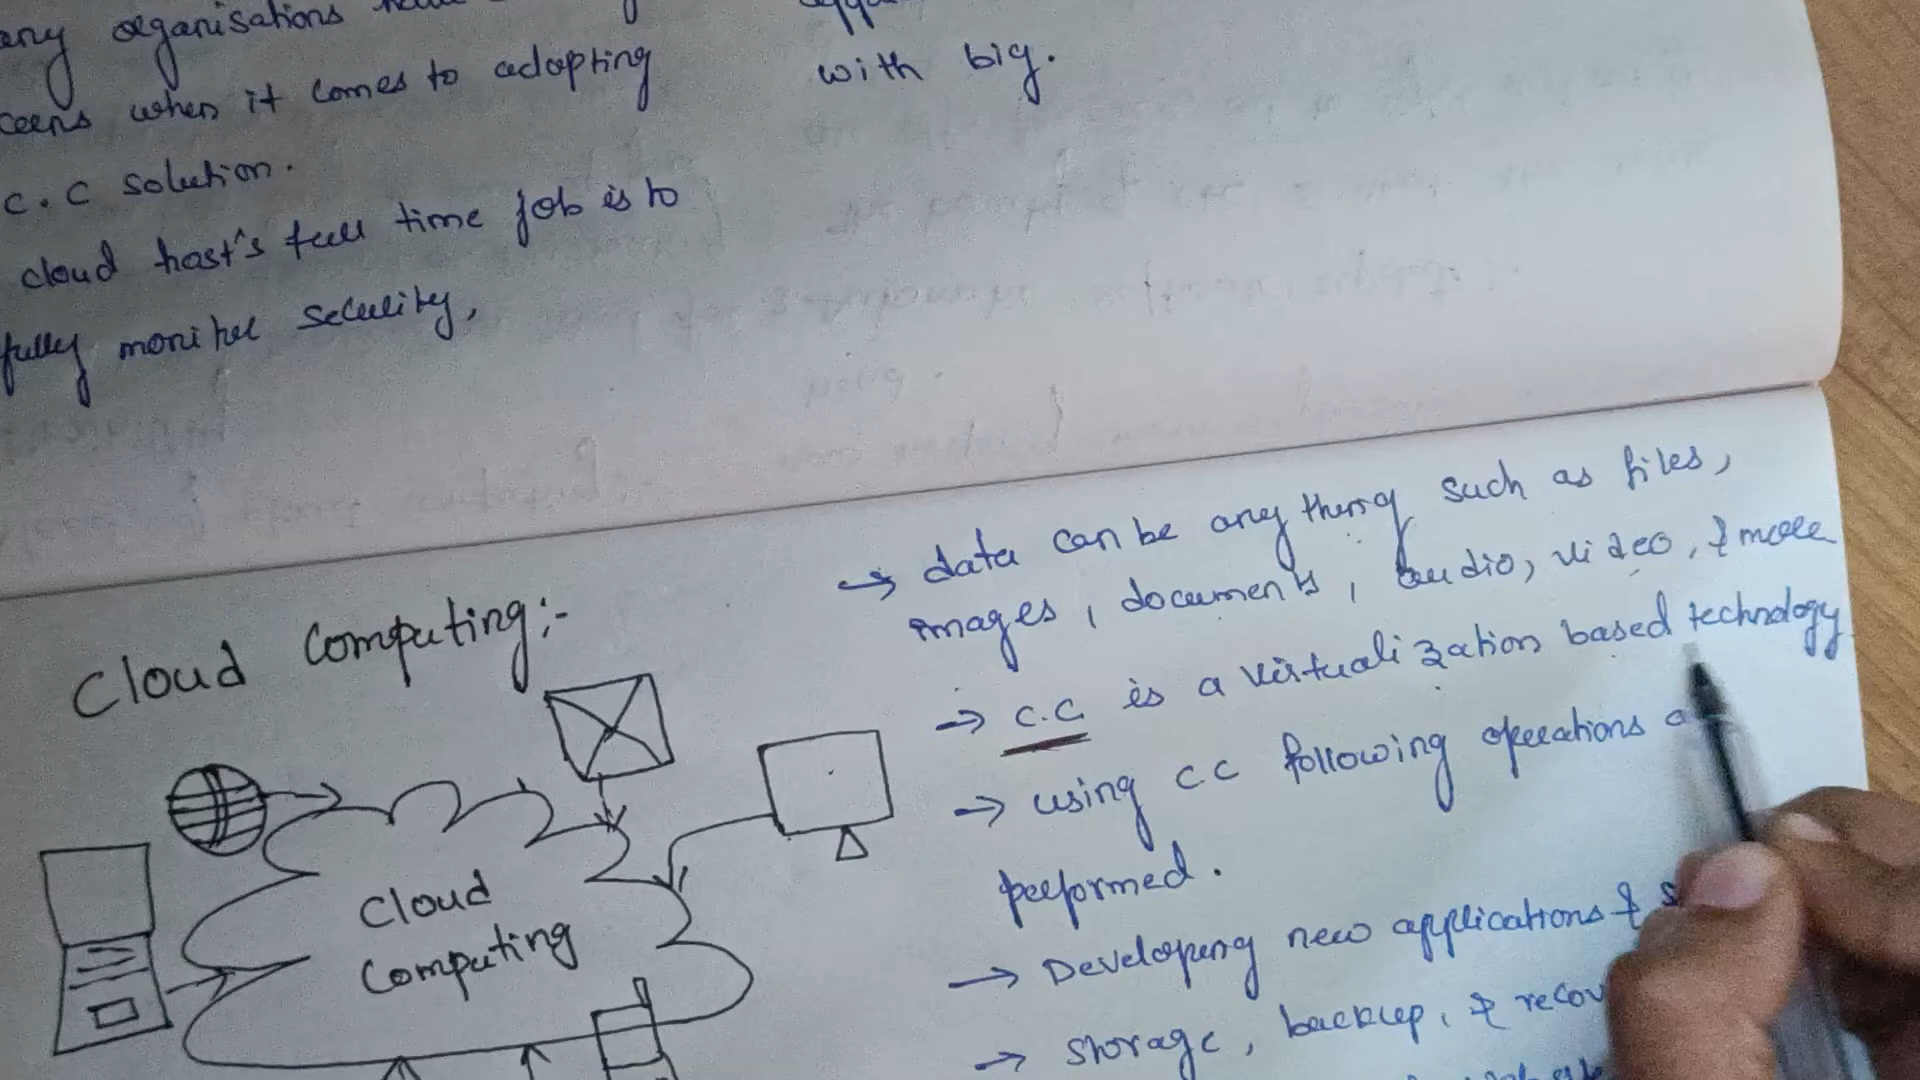 any organisations
when it comes to adopting
C.C solution.
cloud host's full time job is to
fully monitor security,
with big.
Cloud Computing:-
Cloud
Computing
→ data can be any thing such as files,
images, documents, audio, video, & more
→ C.C. is a virtualization based technology
→ using CC following operations
performed.
→ Developing new applications &
→ storage, backup, &